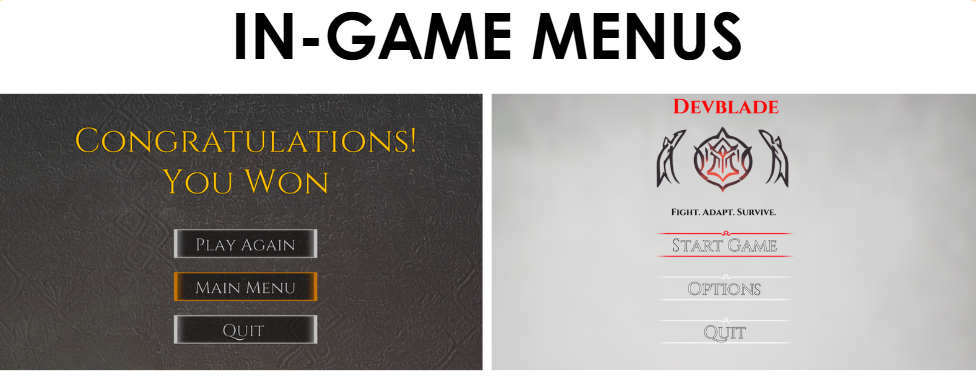 IN-GAME MENUS
Congratulations!
You Won
Play Again
Main Menu
Quit
Devblade
Fight. Adapt. Survive.
Start Game
Options
Quit